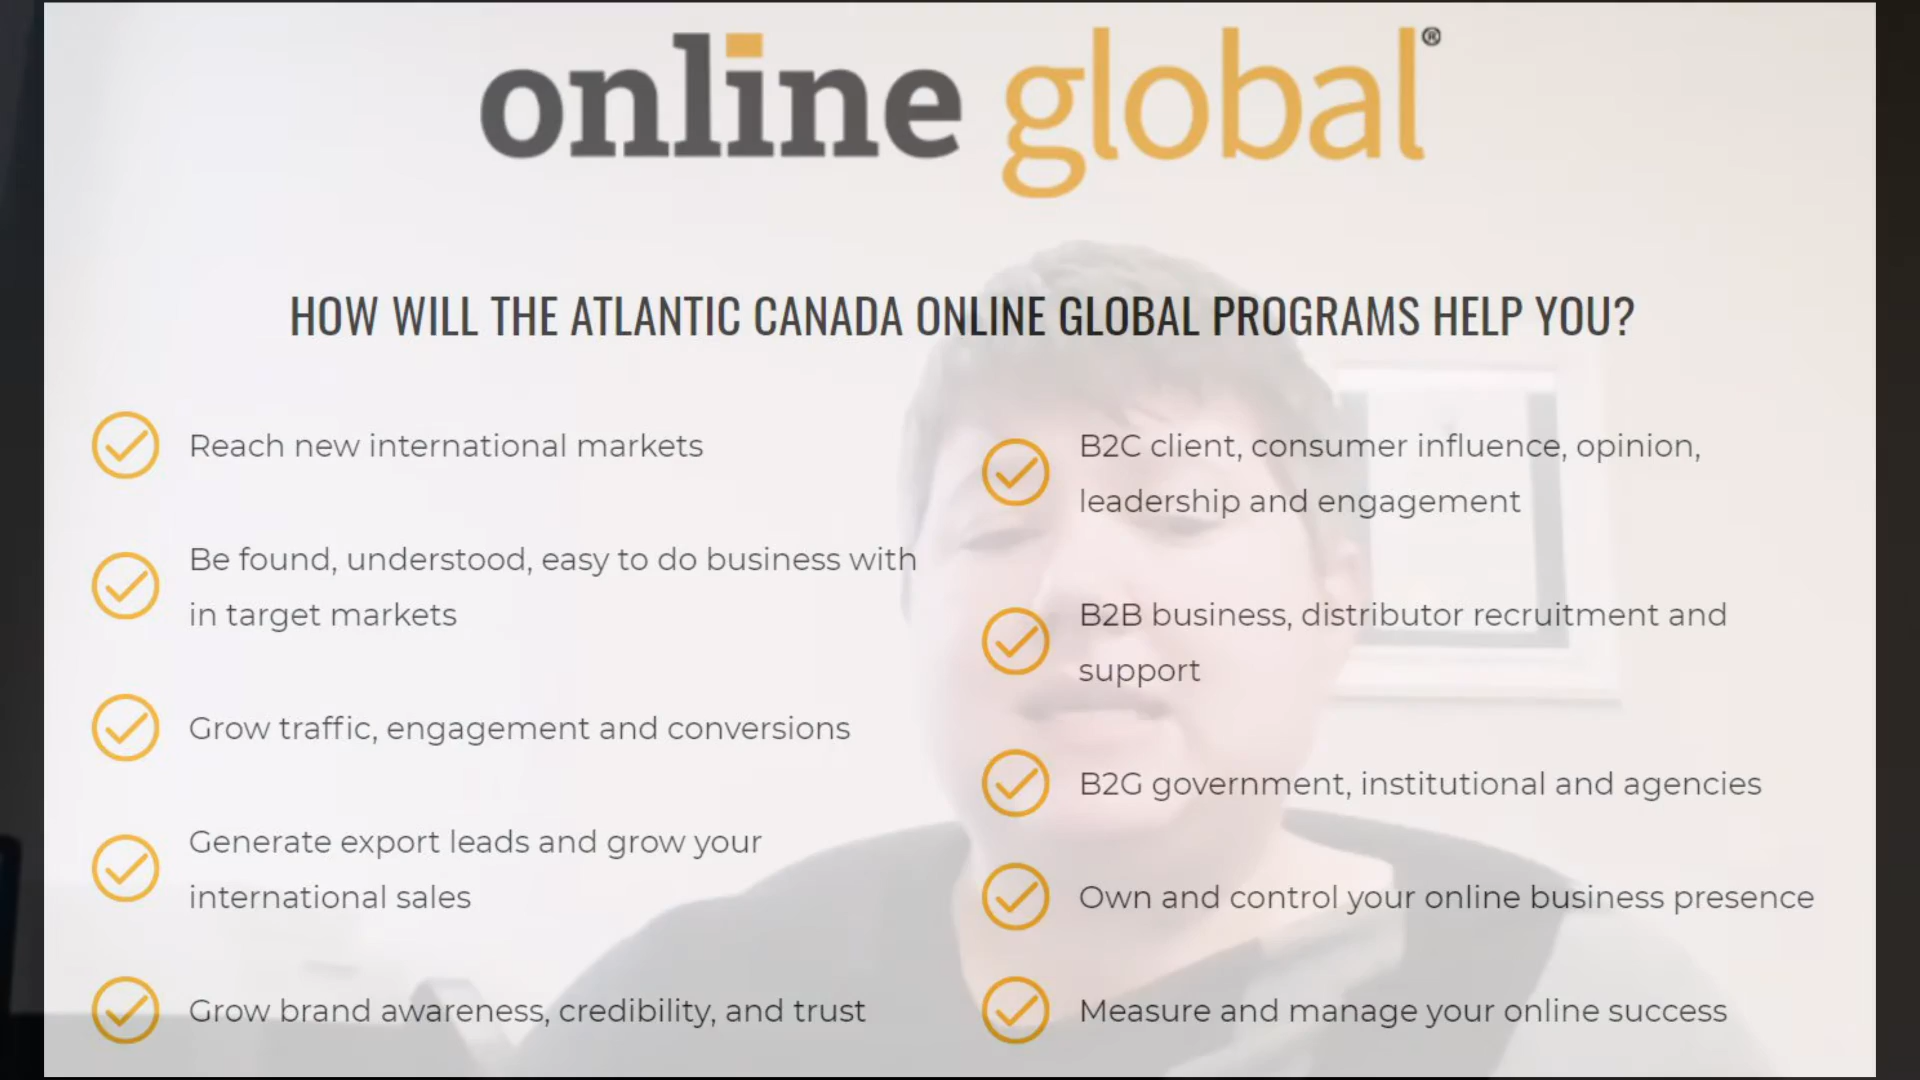 online global®
HOW WILL THE ATLANTIC CANADA ONLINE GLOBAL PROGRAMS HELP YOU?
Reach new international markets
Be found, understood, easy to do business with
in target markets
Grow traffic, engagement and conversions
Generate export leads and grow your
international sales
Grow brand awareness, credibility, and trust
B2C client, consumer influence, opinion,
leadership and engagement
B2B business, distributor recruitment and
support
B2G government, institutional and agencies
Own and control your online business presence
Measure and manage your online success